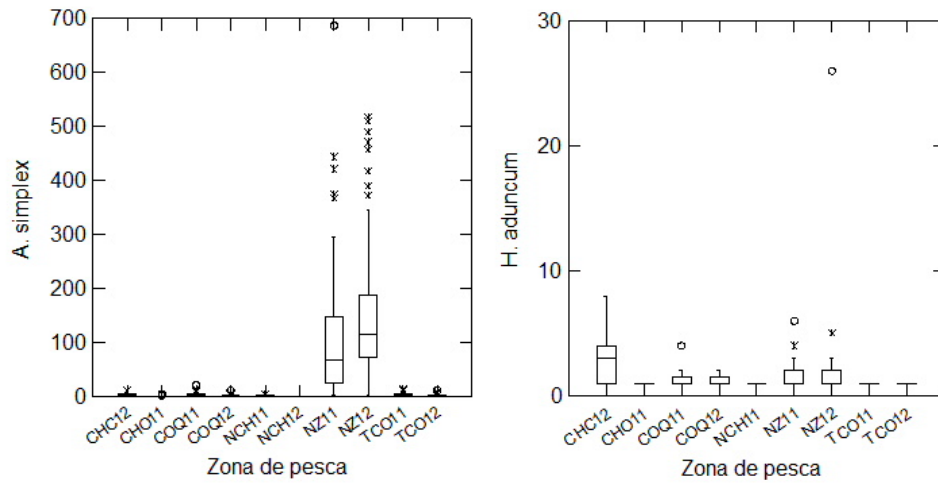 700
600
500
400
300
200
100
0
A. simplex
CHC12 CHO11 COQ11 COQ12 NCH11 NCH12 NZ11 NZ12 TCO11 TCO12
Zona de pesca
30
20
10
0
H. aduncum
CHC12 CHO11 COQ11 COQ12 NCH11 NZ11 NZ12 TCO11 TCO12
Zona de pesca